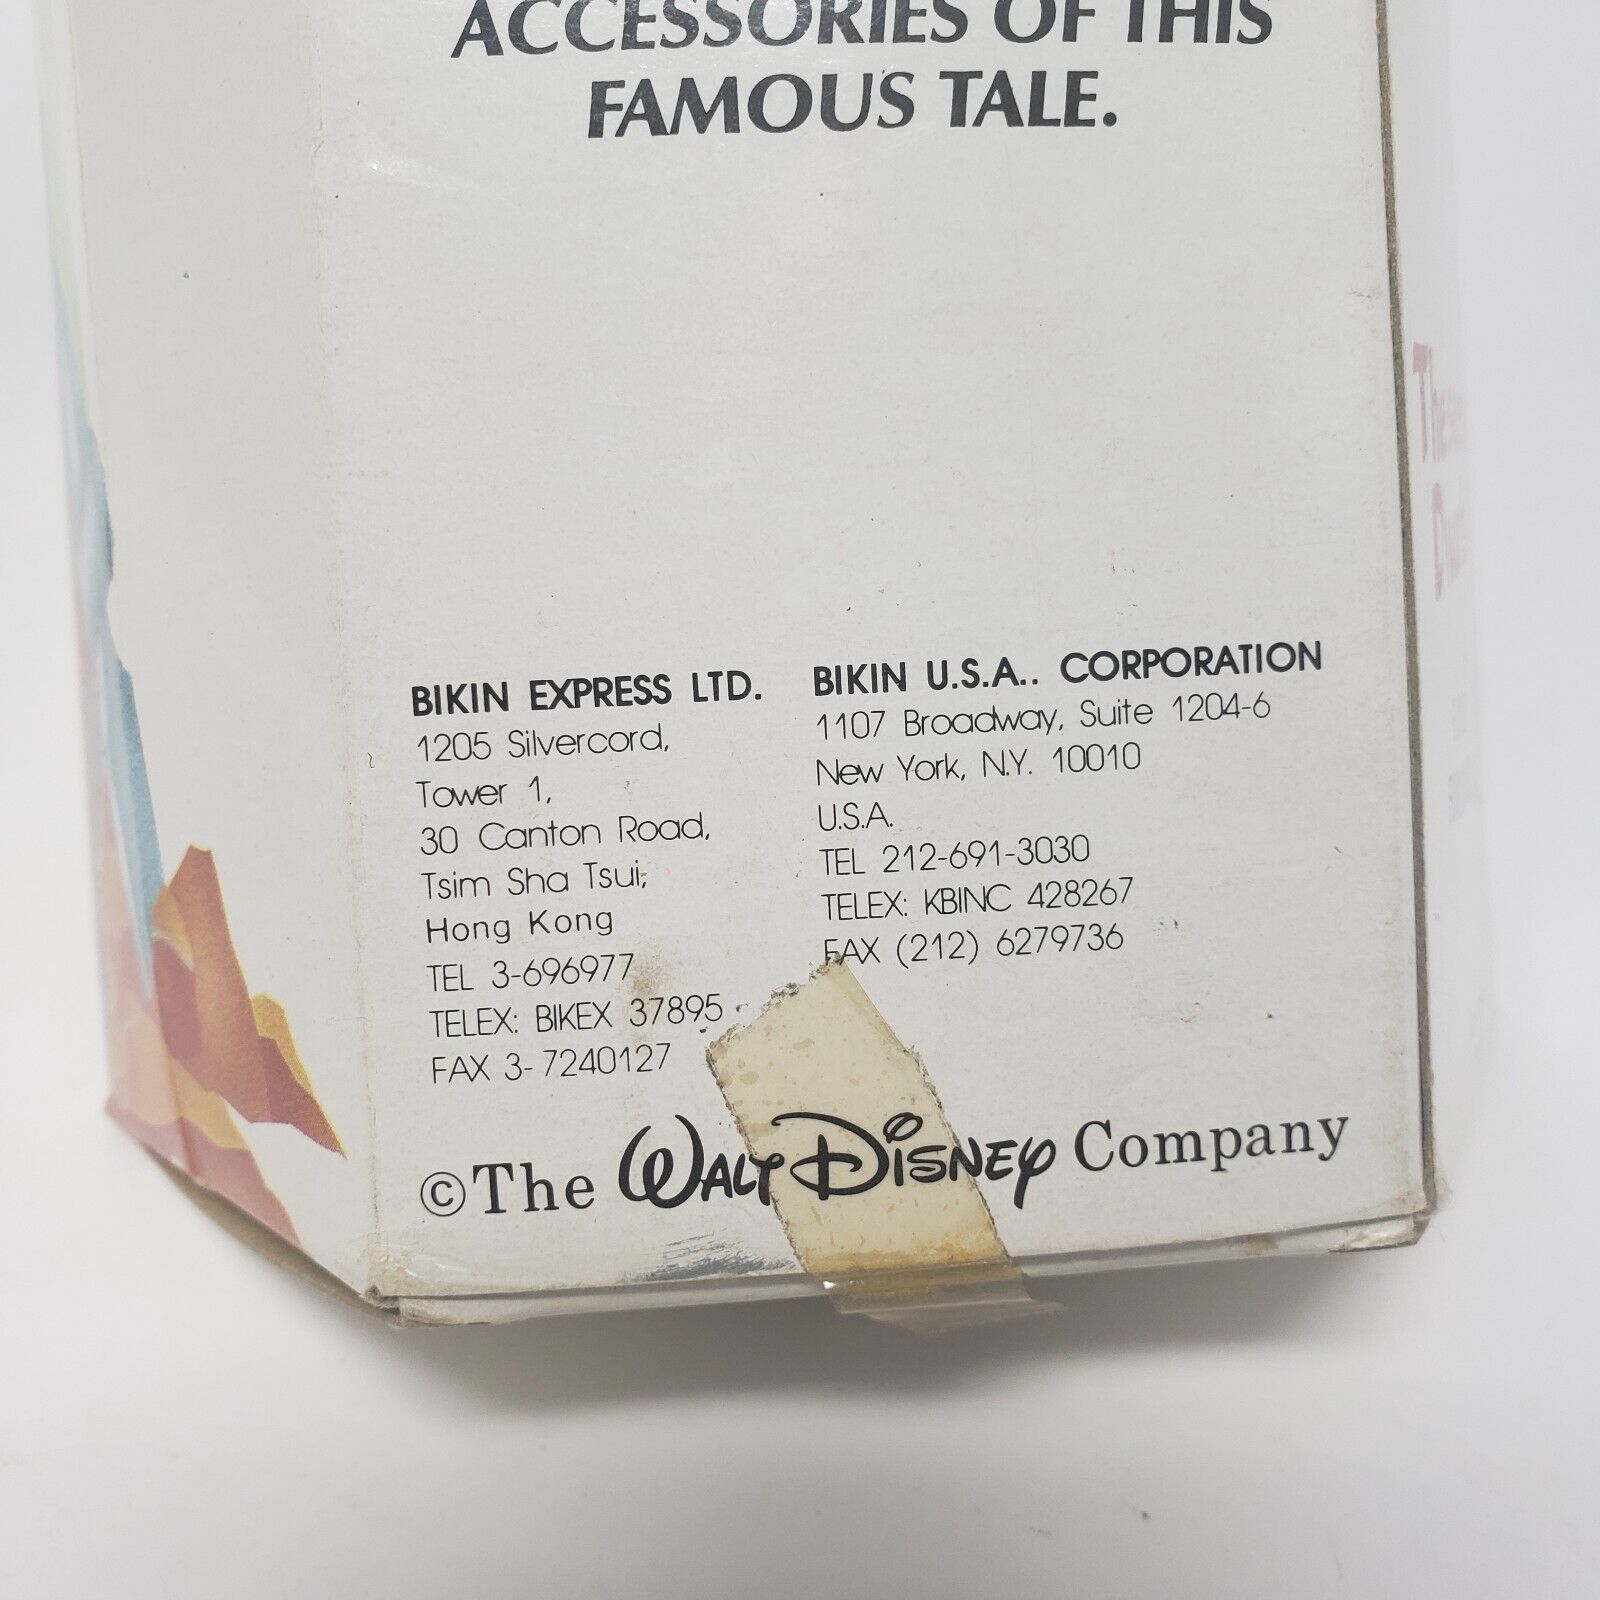 ACCESSORIES OF THIS
FAMOUS TALE.
BIKIN EXPRESS LTD.
1205 Silvercord,
Tower 1,
30 Canton Road,
Tsim Sha Tsui,
Hong Kong
TEL 3-696977
TELEX: BIKEX 37895
FAX 3-7240127
BIKIN U.S.A.. CORPORATION
1107 Broadway, Suite 1204-6
New York, N.Y. 10010
U.S.A.
TEL 212-691-3030
TELEX: KBINC 428267
FAX (212) 6279736
©The WALT DISNEY Company
The